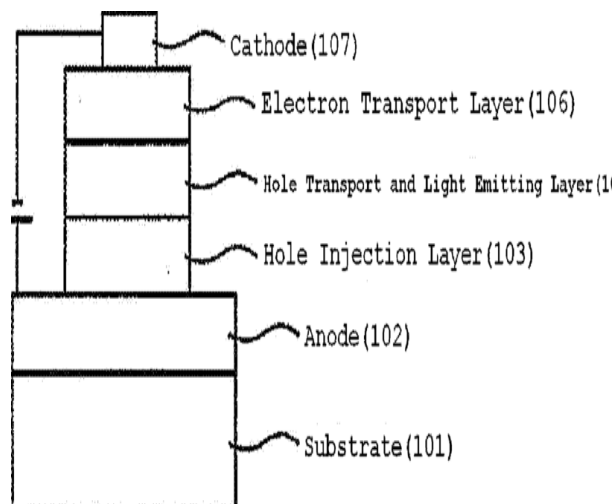 Cathode(107)
Electron Transport Layer(106)
Hole Transport and Light Emitting Layer(
Hole Injection Layer(103)
Anode(102)
Substrate(101)